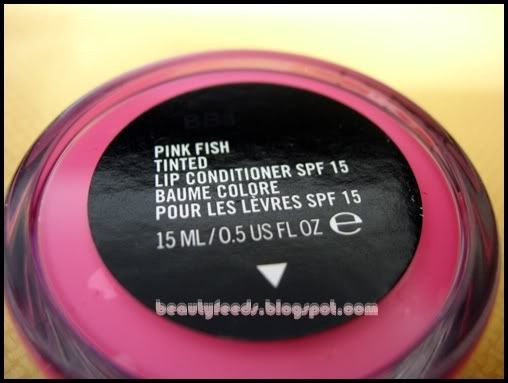 PINK FISH
TINTED
LIP CONDITIONER SPF 15
BAUME COLORE
POUR LES LÈVRES SPF 15
15 ML/0.5 US FL OZ e
beautyfeeds.blogspot.com